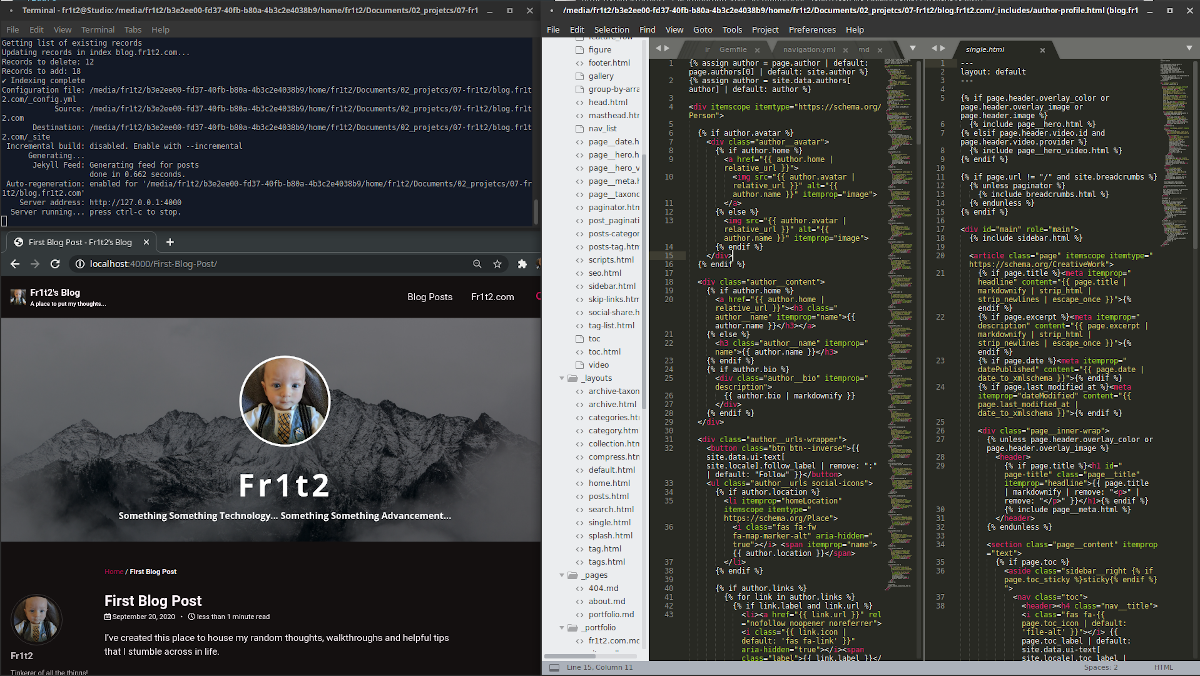 Terminal - fr1t2@Studio: /media/fr1t2/b3e2ee00-fd37-40fb-b80a-4b3c2e4038b9/home/fr1t2/Documents/02_projetcs/07-fr1
File Edit View Terminal Tabs Help
Getting list of existing records
Updating records in index blog.fr1t2.com...
Records to delete: 12
Records to add: 18
✔ Indexing complete
Configuration file: /media/fr1t2/b3e2ee00-fd37-40fb-b80a-4b3c2e4038b9/home/fr1t2/Documents/02_projetcs/07-fr1t2/blog.fr1t
2.com/_config.yml
Source: /media/fr1t2/b3e2ee00-fd37-40fb-b80a-4b3c2e4038b9/home/fr1t2/Documents/02_projetcs/07-fr1t2/blog.fr1t
2.com
Destination: /media/fr1t2/b3e2ee00-fd37-40fb-b80a-4b3c2e4038b9/home/fr1t2/Documents/02_projetcs/07-fr1t2/blog.fr1t
2.com/_site
Incremental build: disabled. Enable with --incremental
Generating...
Jekyll Feed: Generating feed for posts
done in 0.662 seconds.
Auto-regeneration: enabled for '/media/fr1t2/b3e2ee00-fd37-40fb-b80a-4b3c2e4038b9/home/fr1t2/Documents/02_projetcs/07-fr
1t2/blog.fr1t2.com'
Server address: http://127.0.0.1:4000
Server running... press ctrl-c to stop.
First Blog Post - Fr1t2's Blog
localhost:4000/First-Blog-Post/
Fr1t2's Blog
A place to put my thoughts...
Blog Posts Fr1t2.com
Fr1t2
Something Something Technology... Something Something Advancement...
Home / First Blog Post
First Blog Post
September 20, 2020 · less than 1 minute read
I've created this place to house my random thoughts, walkthroughs and helpful tips
that I stumble across in life.
Fr1t2
Tinkerer of all the things!
/media/fr1t2/b3e2ee00-fd37-40fb-b80a-4b3c2e4038b9/home/fr1t2/Documents/02_projetcs/07-fr1t2/blog.fr1t2.com/_includes/author-profile.html (blog.fr1
File Edit Selection Find View Goto Tools Project Preferences Help
figure
footer.html
gallery
group-by-arra
head.html
masthead.htm
nav_list
page__date.h
page__hero.h
page__hero_v
page__meta.h
page__taxono
paginator.htm
post_paginati
posts-categor
posts-tag.htm
scripts.html
seo.html
sidebar.html
skip-links.htm
social-share.h
tag-list.html
toc
toc.html
video
_layouts
archive-taxon
archive.html
categories.ht
category.htm
collection.htm
compress.htm
default.html
home.html
posts.html
search.html
single.html
splash.html
tag.html
tags.html
_pages
404.md
about.md
portfolio.md
_portfolio
fr1t2.com.mc
Gemfile navigation.yml md
1 {% assign author = page.author | default:
page.authors[0] | default: site.author %}
2 {% assign author = site.data.authors[
author] | default: author %}
3
4 <div itemscope itemtype="https://schema.org/
Person">
5
6 {% if author.avatar %}
7 <div class="author__avatar">
8 {% if author.home %}
9 <a href="{{ author.home |
relative_url }}">
10 <img src="{{ author.avatar |
relative_url }}" alt="{{
author.name }}" itemprop="image">
11 </a>
12 {% else %}
13 <img src="{{ author.avatar |
relative_url }}" alt="{{
author.name }}" itemprop="image">
14 {% endif %}
15 </div>
16 {% endif %}
17
18 <div class="author__content">
19 {% if author.home %}
20 <a href="{{ author.home |
relative_url }}"><h3 class="
author__name" itemprop="name">{{
author.name }}</h3></a>
21 {% else %}
22 <h3 class="author__name" itemprop="
name">{{ author.name }}</h3>
23 {% endif %}
24 {% if author.bio %}
25 <div class="author__bio" itemprop="
description">
26 {{ author.bio | markdownify }}
27 </div>
28 {% endif %}
29 </div>
30
31 <div class="author__urls-wrapper">
32 <button class="btn btn--inverse">{{
site.data.ui-text[
site.locale].follow_label | remove: ":"
| default: "Follow" }}</button>
33 <ul class="author__urls social-icons">
34 {% if author.location %}
35 <li itemprop="homeLocation"
itemscope itemtype="
https://schema.org/Place">
36 <i class="fas fa-fw
fa-map-marker-alt" aria-hidden="
true"></i> <span itemprop="name">
{{ author.location }}</span>
37 </li>
38 {% endif %}
39
40 {% if author.links %}
41 {% for link in author.links %}
42 {% if link.label and link.url %}
43 <li><a href="{{ link.url }}" rel
="nofollow noopener noreferrer">
<i class="{{ link.icon |
default: 'fas fa-link' }}"
aria-hidden="true"></i><span
class="label">{{ link.label }}</
single.html
1 ---
2 layout: default
3 ---
4
5 {% if page.header.overlay_color or
page.header.overlay_image or
page.header.image %}
6 {% include page__hero.html %}
7 {% elsif page.header.video.id and
page.header.video.provider %}
8 {% include page__hero_video.html %}
9 {% endif %}
10
11 {% if page.url != "/" and site.breadcrumbs %}
12 {% unless paginator %}
13 {% include breadcrumbs.html %}
14 {% endunless %}
15 {% endif %}
16
17 <div id="main" role="main">
18 {% include sidebar.html %}
19
20 <article class="page" itemscope itemtype="
https://schema.org/CreativeWork">
21 {% if page.title %}<meta itemprop="
headline" content="{{ page.title |
markdownify | strip_html |
strip_newlines | escape_once }}">{%
endif %}
22 {% if page.excerpt %}<meta itemprop="
description" content="{{ page.excerpt |
markdownify | strip_html |
strip_newlines | escape_once }}">{%
endif %}
23 {% if page.date %}<meta itemprop="
datePublished" content="{{ page.date |
date_to_xmlschema }}">{% endif %}
24 {% if page.last_modified_at %}<meta
itemprop="dateModified" content="{{
page.last_modified_at |
date_to_xmlschema }}">{% endif %}
25
26 <div class="page__inner-wrap">
27 {% unless page.header.overlay_color or
page.header.overlay_image %}
28 <header>
29 {% if page.title %}<h1 id="
page-title" class="page__title"
itemprop="headline">{{ page.title
| markdownify | remove: "<p>" |
remove: "</p>" }}</h1>{% endif %}
30 {% include page__meta.html %}
31 </header>
32 {% endunless %}
33
34 <section class="page__content" itemprop
="text">
35 {% if page.toc %}
36 <aside class="sidebar__right {% if
page.toc_sticky %}sticky{% endif %}
">
37 <nav class="toc">
38 <header><h4 class="nav__title">
<i class="fas fa-{{
page.toc_icon | default:
'file-alt' }}"></i> {{
page.toc_label | default:
site.data.ui-text[
site.locale].toc_label |
Line 15, Column 11 Spaces: 2 HTML